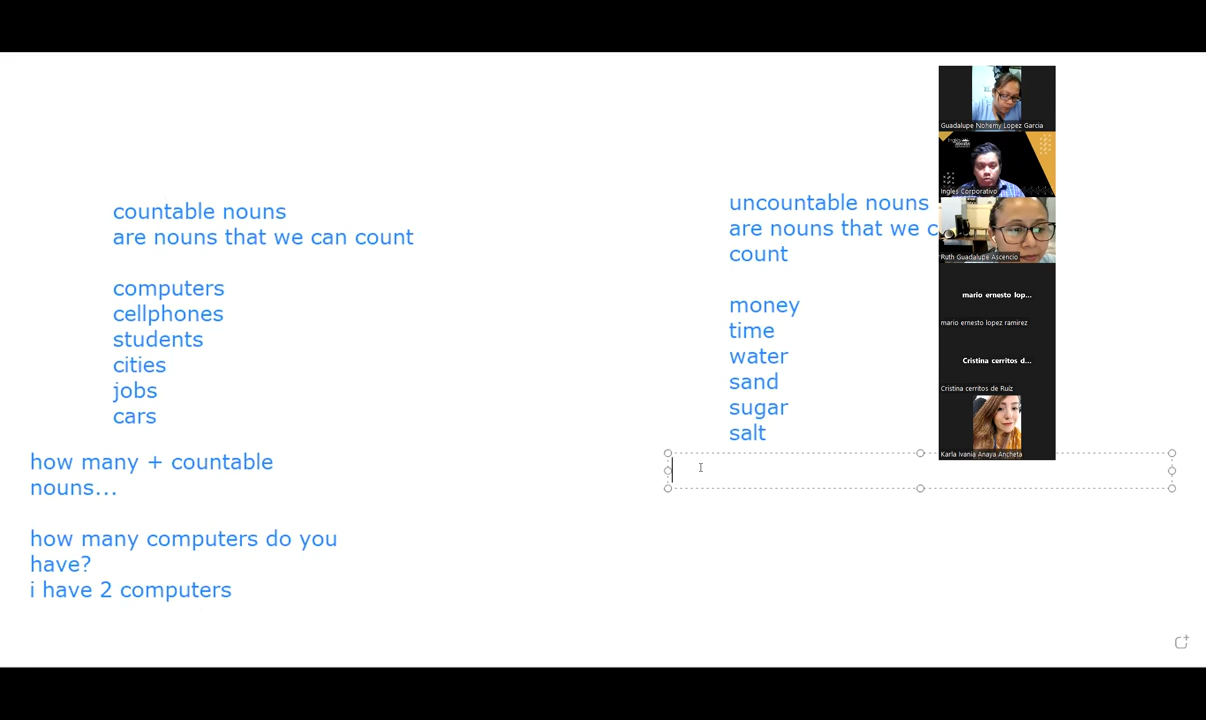 countable nouns
are nouns that we can count
computers
cellphones
students
cities
jobs
cars
how many + countable
nouns...
how many computers do you
have?
i have 2 computers
uncountable nouns
are nouns that we c
count
money
time
water
sand
sugar
salt
Guadalupe Nohemy Lopez Garcia
Ingles Corporativo
Ruth Guadalupe Ascencio
mario ernesto lop...
mario ernesto lopez ramirez
Cristina cerritos d...
Cristina cerritos de Ruíz
Karla Ivania Anaya Ancheta